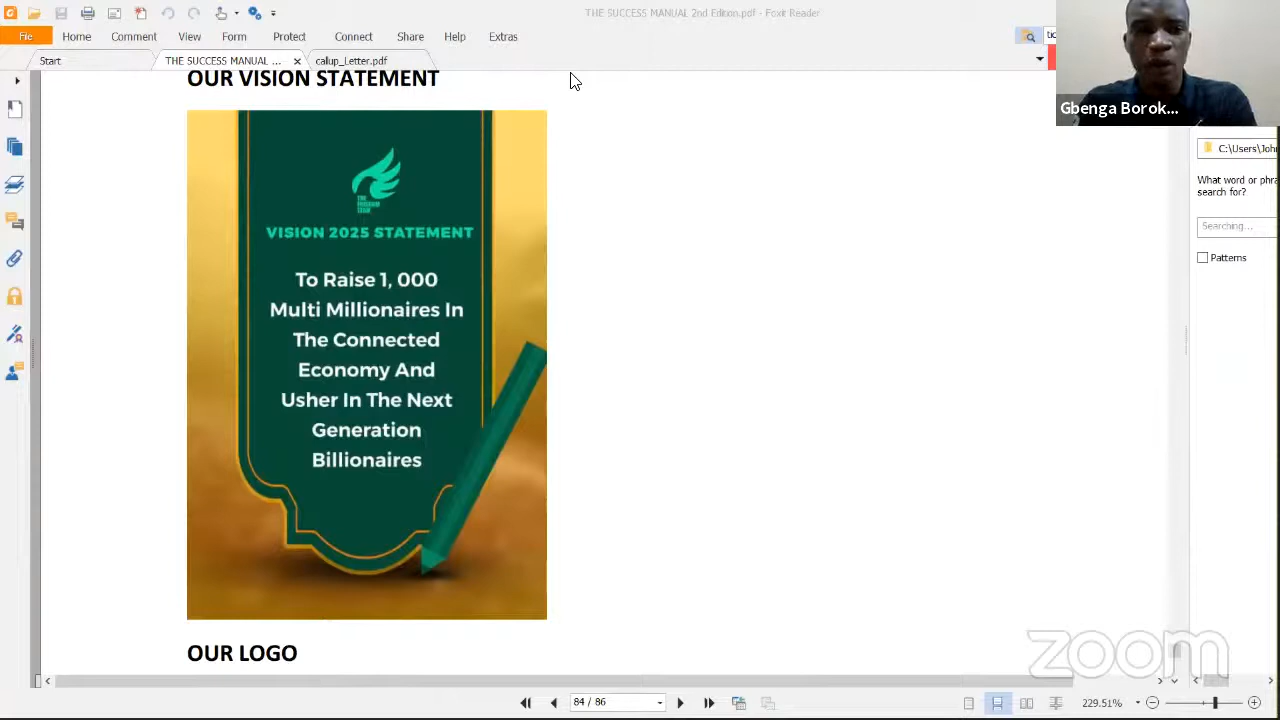 THE SUCCESS MANUAL 2nd Edition.pdf - Foxit Reader
File Home Comment View Form Protect Connect Share Help Extras
Start THE SUCCESS MANUAL ... calup_Letter.pdf
Gbenga Borok...
OUR VISION STATEMENT
C:\Users\Joh
What word or phra
search for?
Searching...
Patterns
VISION 2025 STATEMENT
To Raise 1, 000
Multi Millionaires In
The Connected
Economy And
Usher In The Next
Generation
Billionaires
OUR LOGO
zoom
84 / 86
229.51%